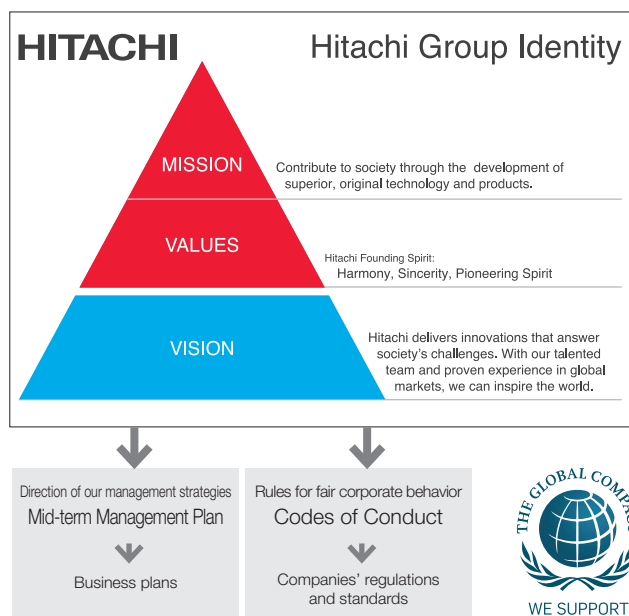 HITACHI
Hitachi Group Identity
MISSION
Contribute to society through the development of
superior, original technology and products.
VALUES
Hitachi Founding Spirit:
Harmony, Sincerity, Pioneering Spirit
VISION
Hitachi delivers innovations that answer
society's challenges. With our talented
team and proven experience in global
markets, we can inspire the world.
Direction of our management strategies
Mid-term Management Plan
Business plans
Rules for fair corporate behavior
Codes of Conduct
Companies' regulations
and standards
THE GLOBAL COMPAC
WE SUPPORT